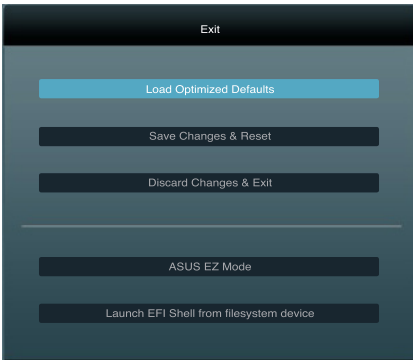 Exit
Load Optimized Defaults
Save Changes & Reset
Discard Changes & Exit
ASUS EZ Mode
Launch EFI Shell from filesystem device